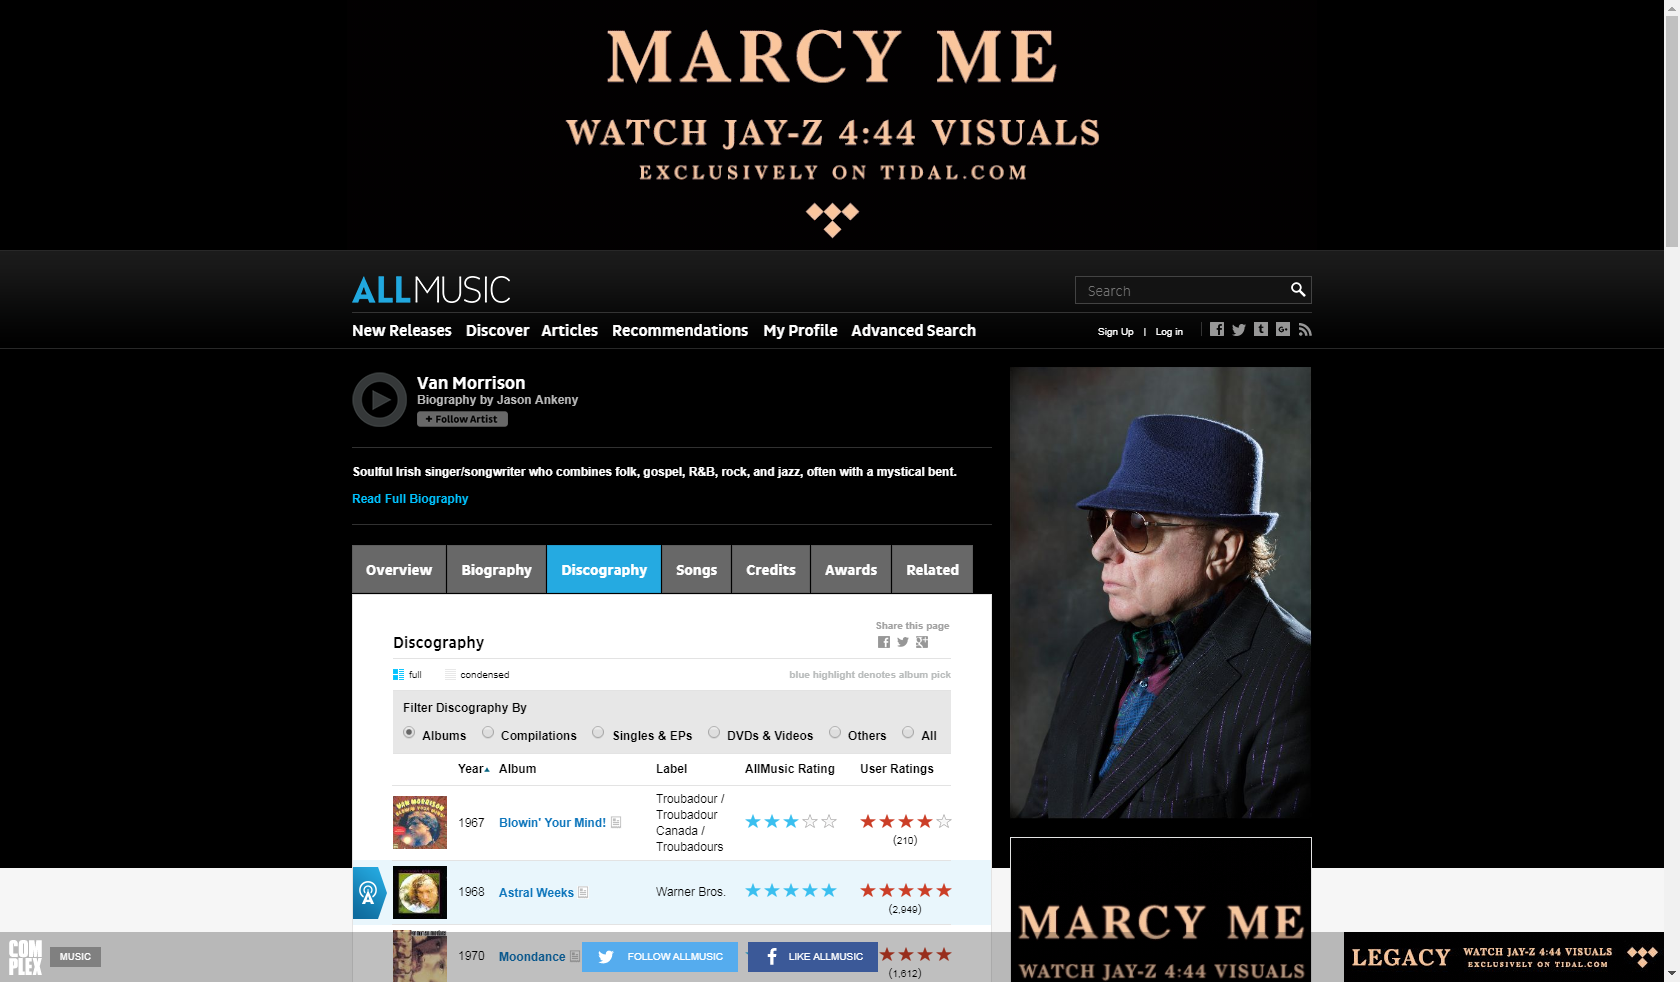 MARCY ME
WATCH JAY-Z 4:44 VISUALS
EXCLUSIVELY ON TIDAL.COM
ALLMUSIC
Search
New Releases Discover Articles Recommendations My Profile Advanced Search
Sign Up | Log in
Van Morrison
Biography by Jason Ankeny
+ Follow Artist
Soulful Irish singer/songwriter who combines folk, gospel, R&B, rock, and jazz, often with a mystical bent.
Read Full Biography
Overview Biography Discography Songs Credits Awards Related
Share this page
Discography
full condensed blue highlight denotes album pick
Filter Discography By
Albums Compilations Singles & EPs DVDs & Videos Others All
Year Album Label AllMusic Rating User Ratings
VAN MORRISON
BLOWIN' YOUR MIND!
1967 Blowin' Your Mind!
Troubadour /
Troubadour
Canada /
Troubadours
(210)
1968 Astral Weeks Warner Bros.
(2,949)
1970 Moondance
(1,612)
MARCY ME
WATCH JAY-Z 4:44 VISUALS
COM
PLEX
MUSIC
FOLLOW ALLMUSIC
LIKE ALLMUSIC
LEGACY
WATCH JAY-Z 4:44 VISUALS
EXCLUSIVELY ON TIDAL.COM